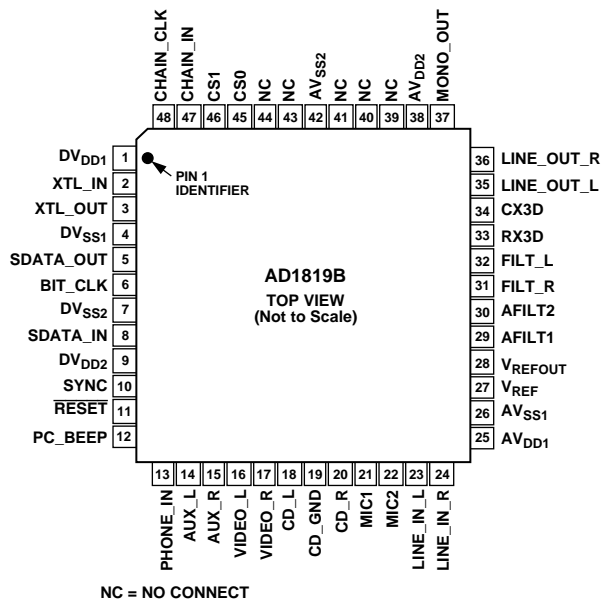 CHAIN_CLK
CHAIN_IN
CS1
CS0
NC
NC
AVSS2
NC
NC
NC
AVDD2
MONO_OUT
48 47 46 45 44 43 42 41 40 39 38 37
DVDD1 1
XTL_IN 2
XTL_OUT 3
DVSS1 4
SDATA_OUT 5
BIT_CLK 6
DVSS2 7
SDATA_IN 8
DVDD2 9
SYNC 10
RESET 11
PC_BEEP 12
PIN 1
IDENTIFIER
AD1819B
TOP VIEW
(Not to Scale)
36 LINE_OUT_R
35 LINE_OUT_L
34 CX3D
33 RX3D
32 FILT_L
31 FILT_R
30 AFILT2
29 AFILT1
28 VREFOUT
27 VREF
26 AVSS1
25 AVDD1
13 14 15 16 17 18 19 20 21 22 23 24
PHONE_IN
AUX_L
AUX_R
VIDEO_L
VIDEO_R
CD_L
CD_GND
CD_R
MIC1
MIC2
LINE_IN_L
LINE_IN_R
NC = NO CONNECT